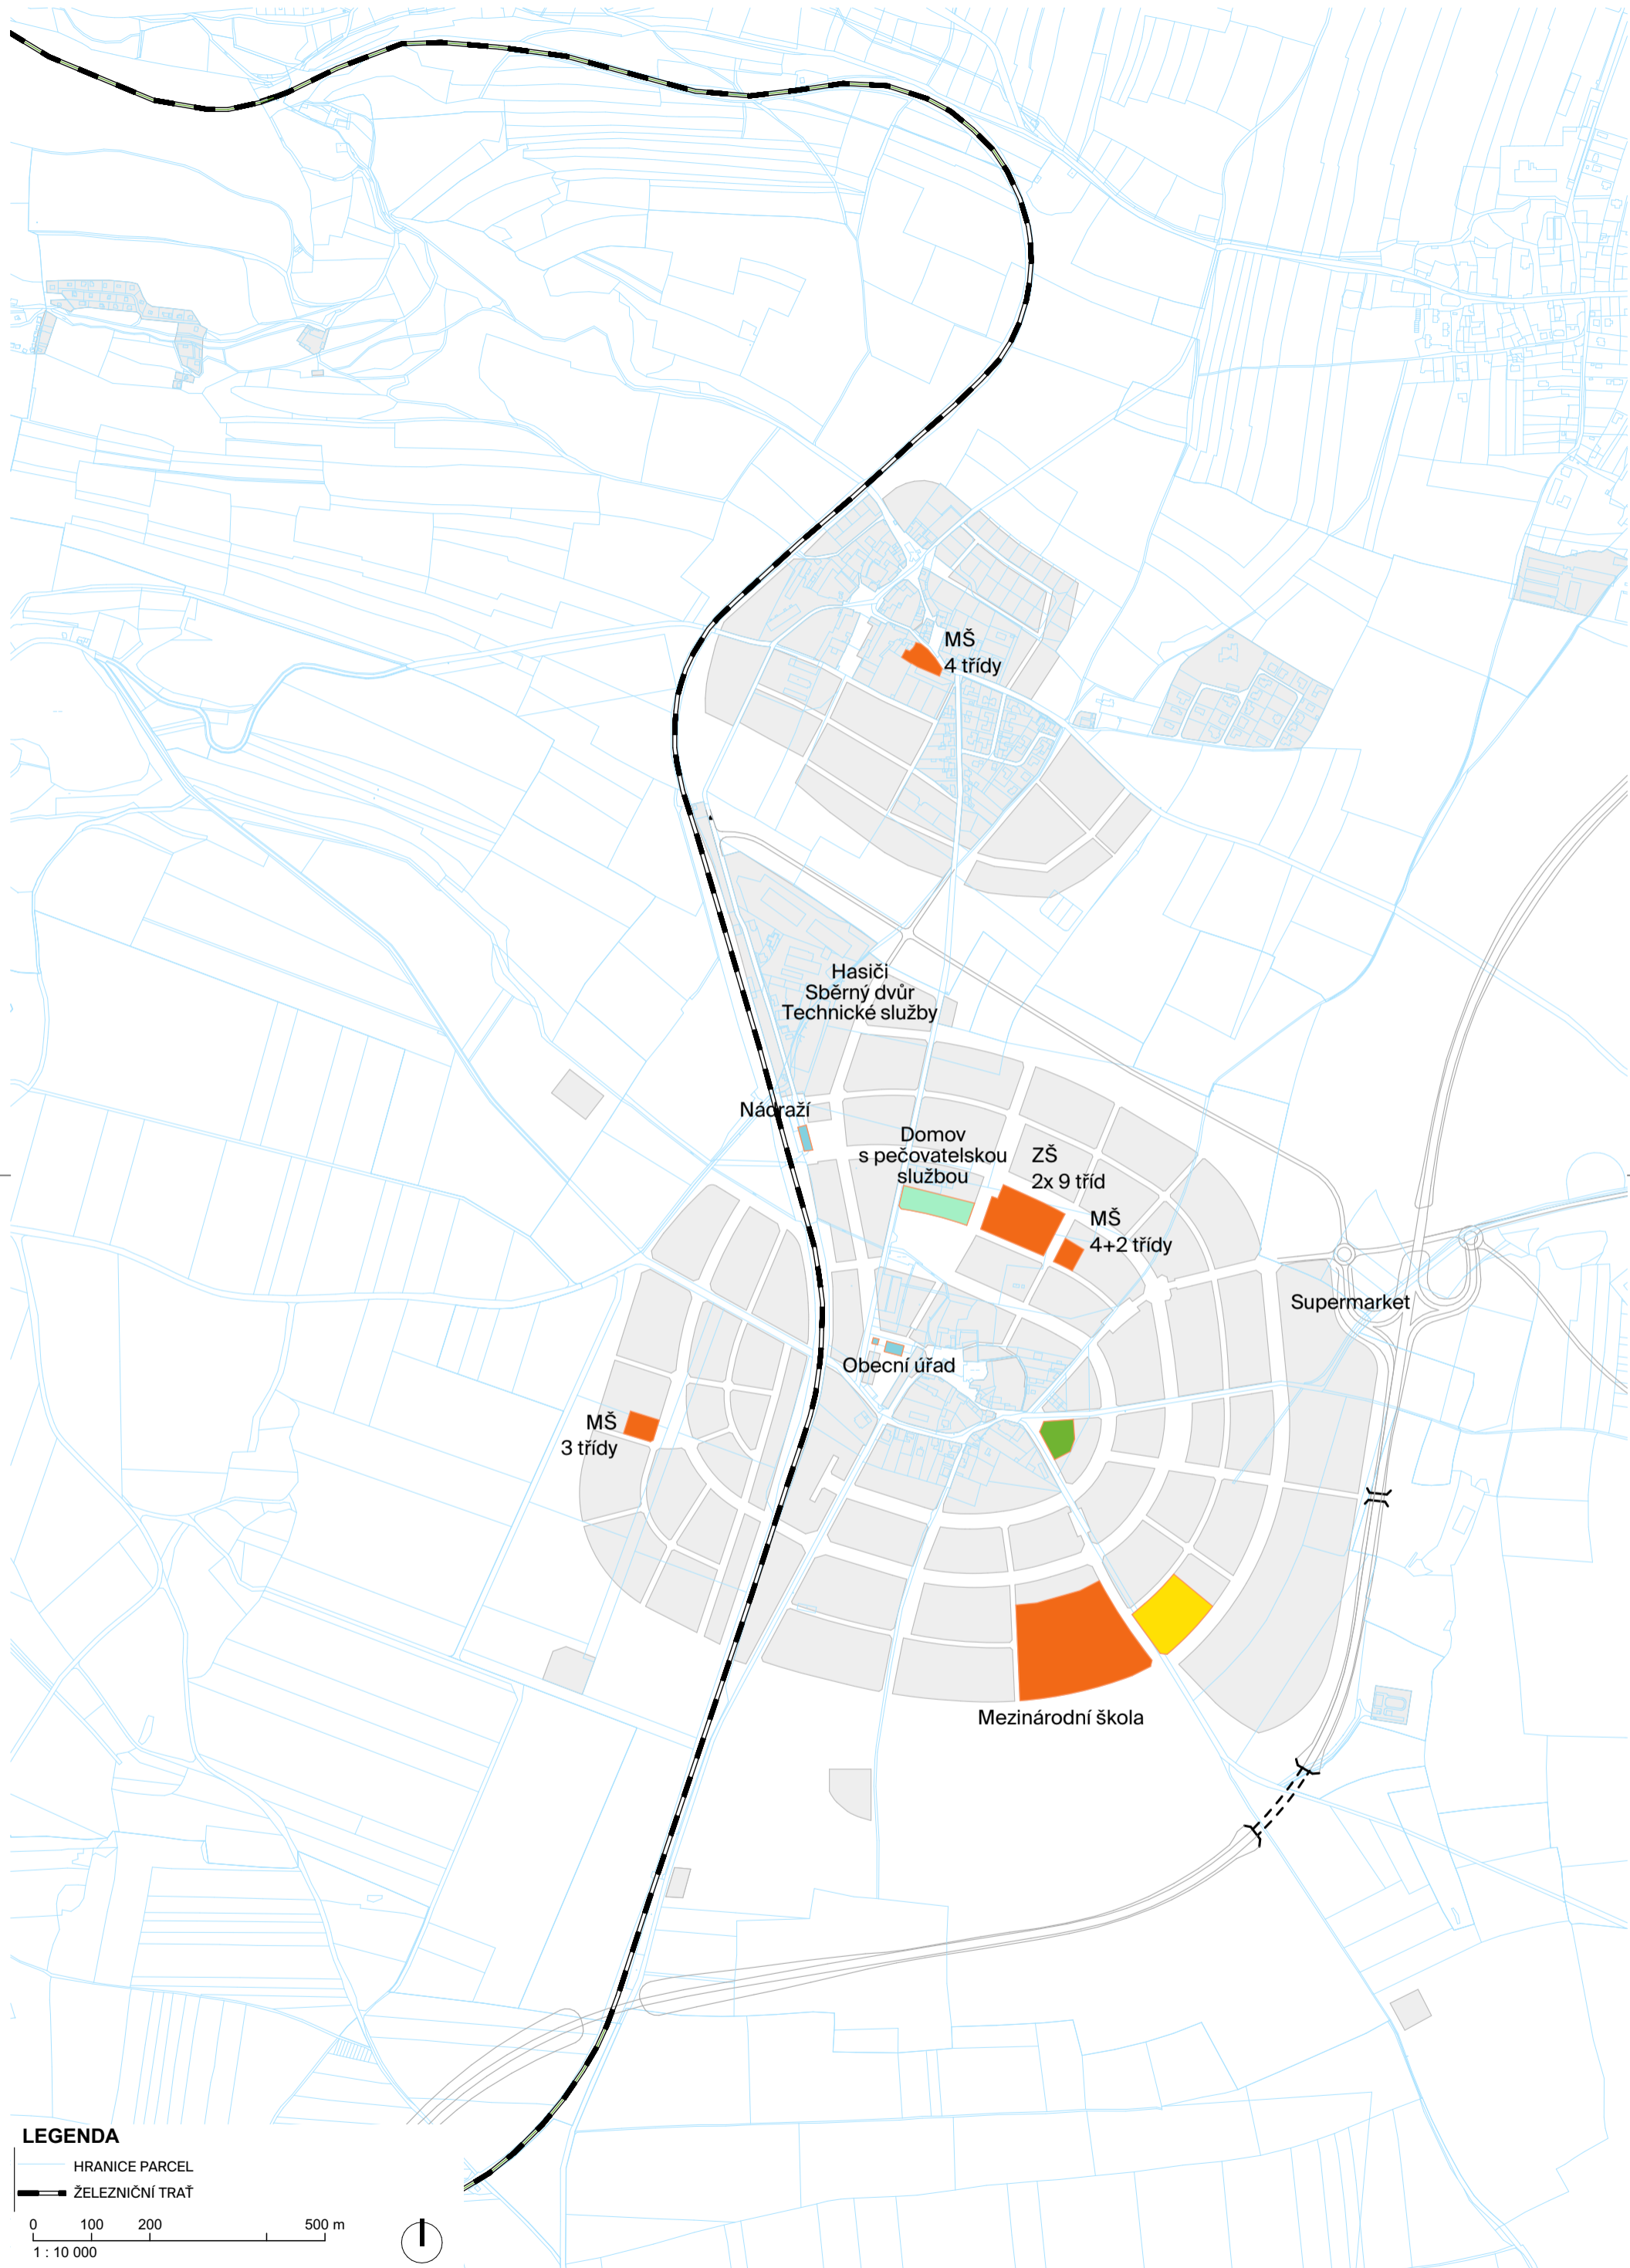 MŠ
4 třídy
Hasiči
Sběrný dvůr
Technické služby
Nádraží
Domov
s pečovatelskou
službou
ZŠ
2x 9 tříd
MŠ
4+2 třídy
Supermarket
Obecní úřad
MŠ
3 třídy
Mezinárodní škola
LEGENDA
HRANICE PARCEL
ŽELEZNIČNÍ TRAŤ
0 100 200 500 m
1 : 10 000